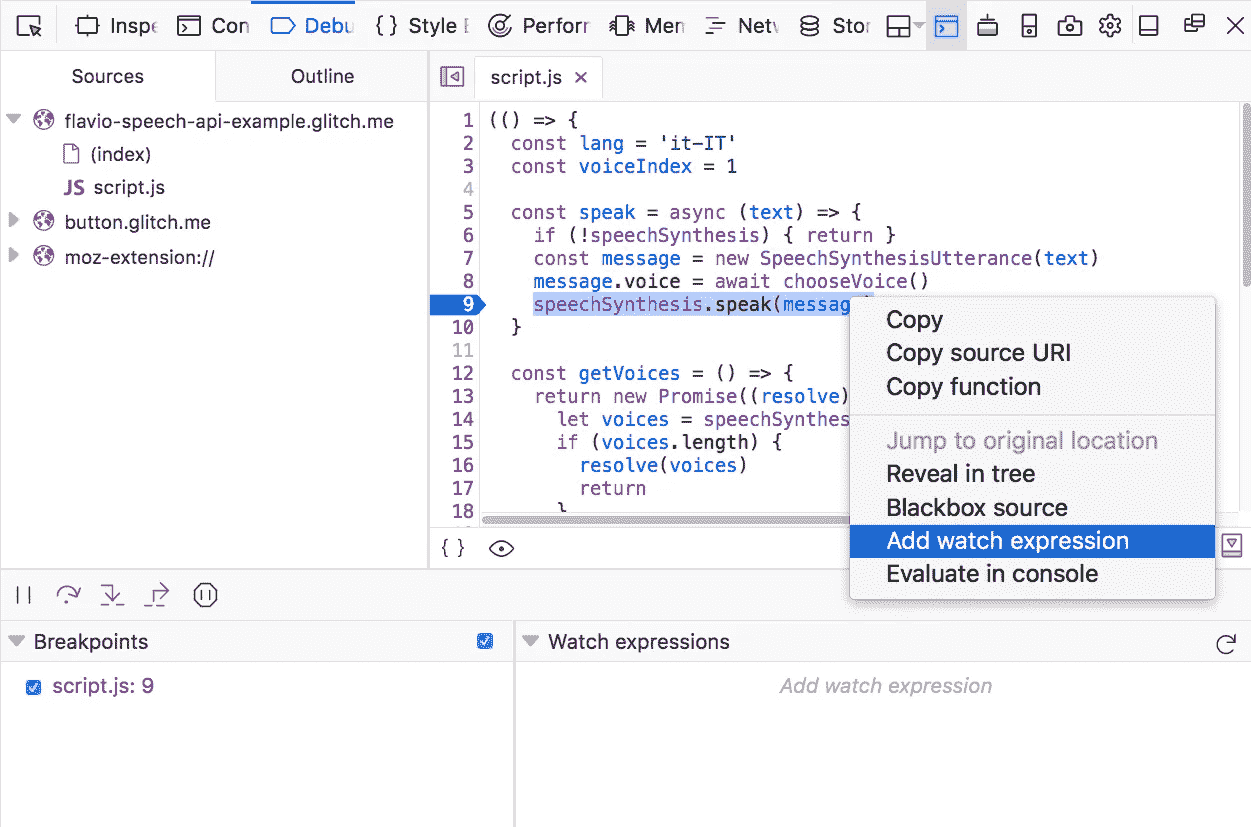 Inspe Con Debu { } Style E Perforr Men Netv Stor
Sources Outline script.js ×
flavio-speech-api-example.glitch.me
(index)
JS script.js
button.glitch.me
moz-extension://
1 (() => {
2 const lang = 'it-IT'
3 const voiceIndex = 1
4
5 const speak = async (text) => {
6 if (!speechSynthesis) { return }
7 const message = new SpeechSynthesisUtterance(text)
8 message.voice = await chooseVoice()
9 speechSynthesis.speak(messag
10 }
11
12 const getVoices = () => {
13 return new Promise((resolve)
14 let voices = speechSynthes
15 if (voices.length) {
16 resolve(voices)
17 return
18 }
{ }
Copy
Copy source URI
Copy function
Jump to original location
Reveal in tree
Blackbox source
Add watch expression
Evaluate in console
Breakpoints
script.js: 9
Watch expressions
Add watch expression